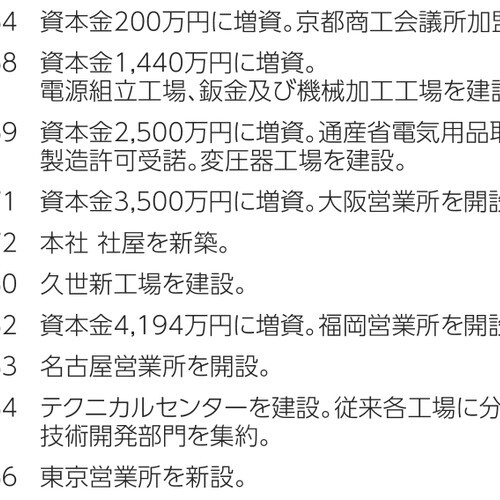 4 資本金200万円に増資。京都商工会議所加盟
8 資本金1,440万円に増資。
電源組立工場、鈑金及び機械加工工場を建設
9 資本金2,500万円に増資。通産省電気用品取
製造許可受諾。変圧器工場を建設。
1 資本金3,500万円に増資。大阪営業所を開設
2 本社 社屋を新築。
0 久世新工場を建設。
2 資本金4,194万円に増資。福岡営業所を開設
3 名古屋営業所を開設。
4 テクニカルセンターを建設。従来各工場に分
技術開発部門を集約。
6 東京営業所を新設。